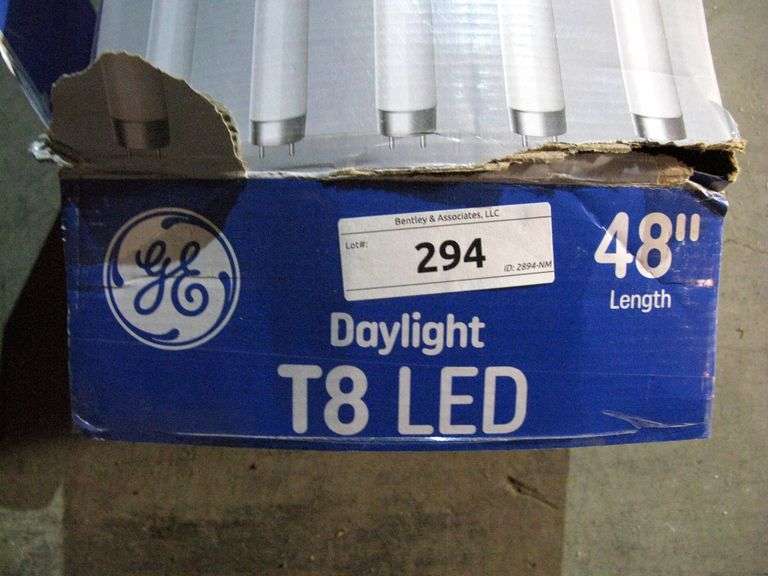 GE
Bentley & Associates, LLC
Lot#:
294
ID: 2894-NM
48"
Length
Daylight
T8 LED